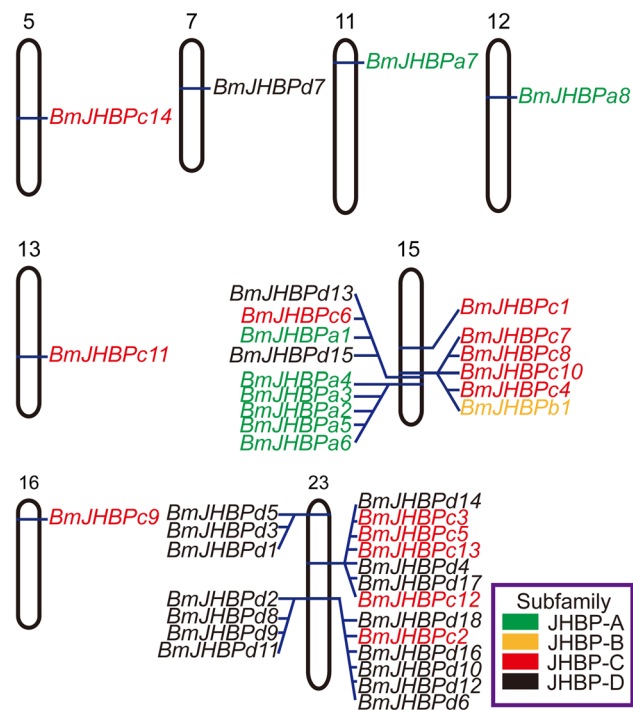 5
7
11
12
BmJHBPc14
BmJHBPd7
BmJHBPa7
BmJHBPa8
13
BmJHBPc11
15
BmJHBPd13
BmJHBPc6
BmJHBPa1
BmJHBPd15
BmJHBPa4
BmJHBPa3
BmJHBPa2
BmJHBPa5
BmJHBPa6
BmJHBPc1
BmJHBPc7
BmJHBPc8
BmJHBPc10
BmJHBPc4
BmJHBPb1
16
BmJHBPc9
23
BmJHBPd5
BmJHBPd3
BmJHBPd1
BmJHBPd2
BmJHBPd8
BmJHBPd9
BmJHBPd11
BmJHBPd14
BmJHBPc3
BmJHBPc5
BmJHBPc13
BmJHBPd4
BmJHBPd17
BmJHBPc12
BmJHBPd18
BmJHBPc2
BmJHBPd16
BmJHBPd10
BmJHBPd12
BmJHBPd6
Subfamily
JHBP-A
JHBP-B
JHBP-C
JHBP-D